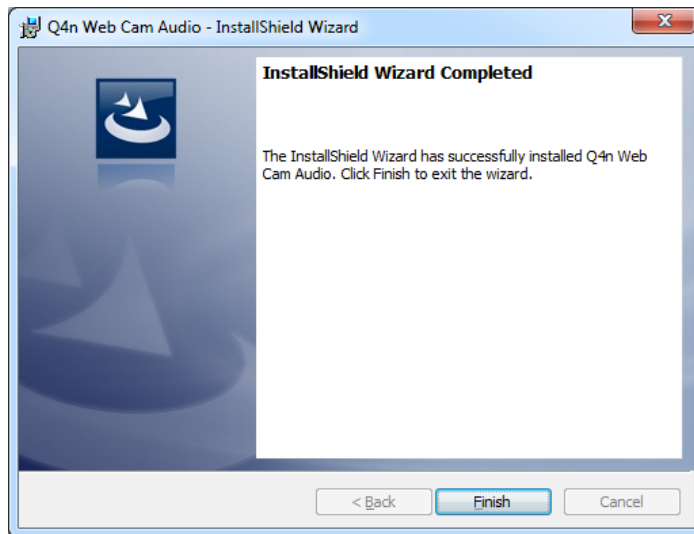 Q4n Web Cam Audio - InstallShield Wizard
InstallShield Wizard Completed
The InstallShield Wizard has successfully installed Q4n Web
Cam Audio. Click Finish to exit the wizard.
< Back
Finish
Cancel